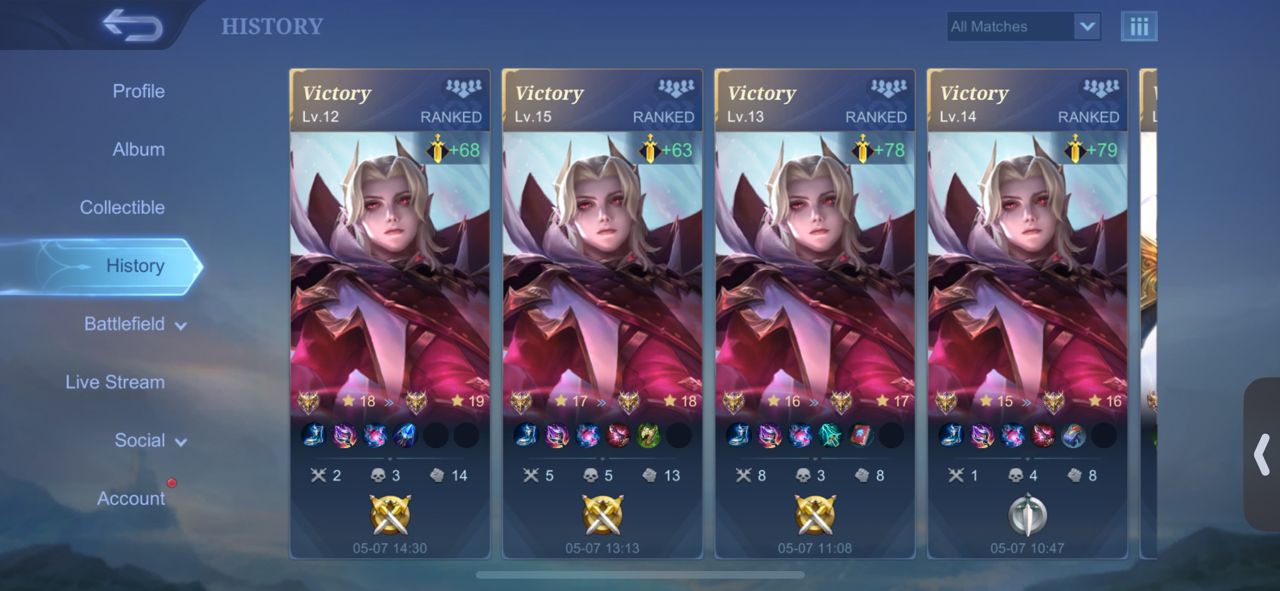 HISTORY
All Matches
Profile
Album
Collectible
History
Battlefield
Live Stream
Social
Account
Victory
Lv.12 RANKED
+68
18 » 19
2 3 14
05-07 14:30
Victory
Lv.15 RANKED
+63
17 » 18
5 5 13
05-07 13:13
Victory
Lv.13 RANKED
+78
16 » 17
8 3 8
05-07 11:08
Victory
Lv.14 RANKED
+79
15 » 16
1 4 8
05-07 10:47